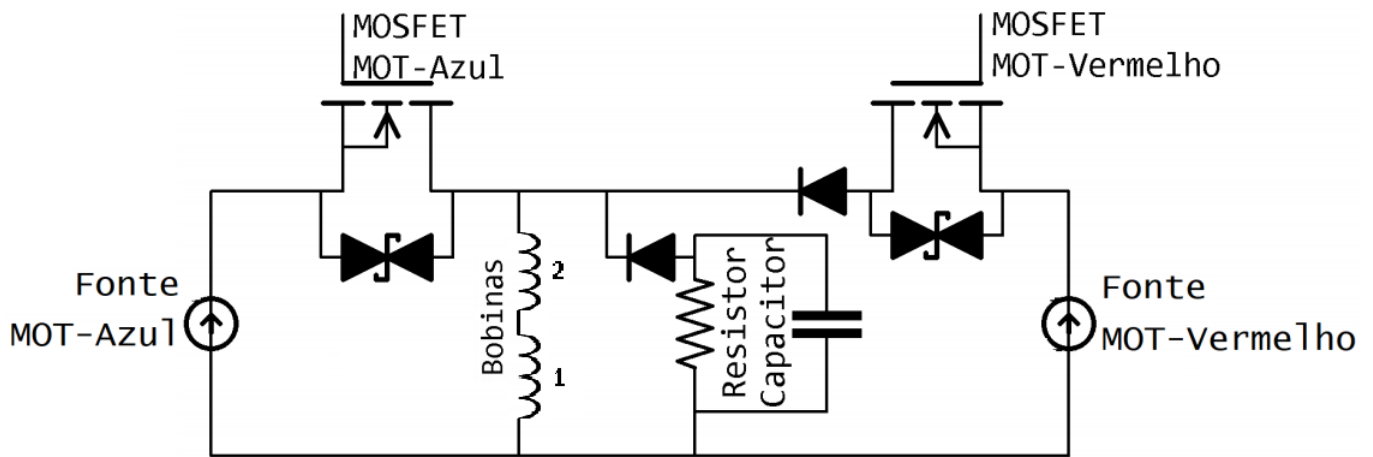 MOSFET
MOT-Azul
MOSFET
MOT-Vermelho
Fonte
MOT-Azul
Bobinas
2
1
Resistor
Capacitor
Fonte
MOT-Vermelho